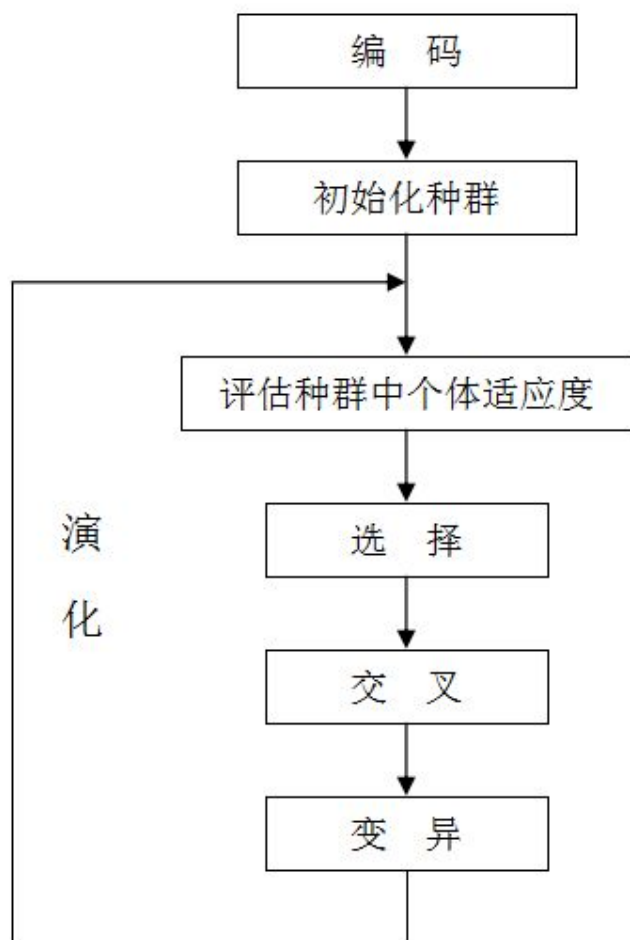 编 码
初始化种群
评估种群中个体适应度
选 择
演
化
交 叉
变 异